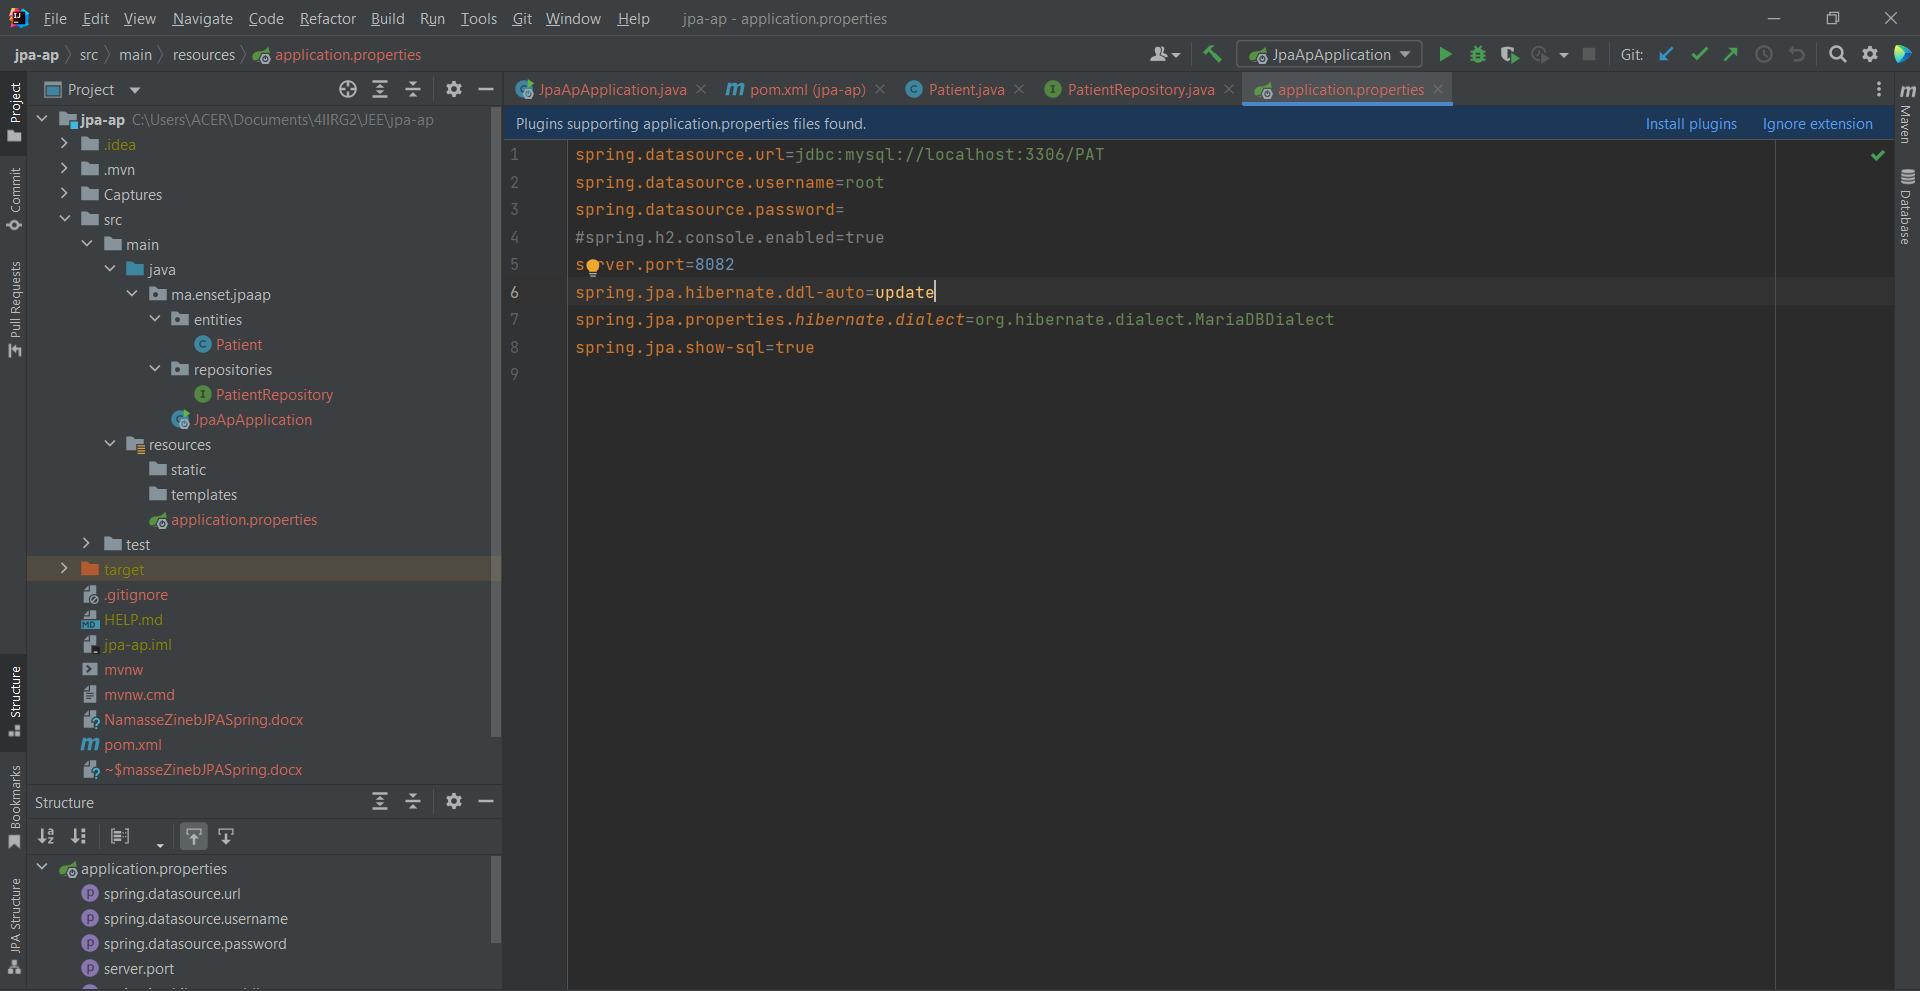 File Edit View Navigate Code Refactor Build Run Tools Git Window Help jpa-ap - application.properties
jpa-ap src main resources application.properties JpaApApplication Git:
Project
JpaApApplication.java pom.xml (jpa-ap) Patient.java PatientRepository.java application.properties
Plugins supporting application.properties files found. Install plugins Ignore extension
Project
Commit
Pull Requests
Structure
Bookmarks
JPA Structure
jpa-ap C:\Users\ACER\Documents\4IIRG2\JEE\jpa-ap
.idea
.mvn
Captures
src
main
java
ma.enset.jpaap
entities
Patient
repositories
PatientRepository
JpaApApplication
resources
static
templates
application.properties
test
target
.gitignore
HELP.md
jpa-ap.iml
mvnw
mvnw.cmd
NamasseZinebJPASpring.docx
pom.xml
~$masseZinebJPASpring.docx
Structure
application.properties
spring.datasource.url
spring.datasource.username
spring.datasource.password
server.port
1 spring.datasource.url=jdbc:mysql://localhost:3306/PAT
2 spring.datasource.username=root
3 spring.datasource.password=
4 #spring.h2.console.enabled=true
5 server.port=8082
6 spring.jpa.hibernate.ddl-auto=update
7 spring.jpa.properties.hibernate.dialect=org.hibernate.dialect.MariaDBDialect
8 spring.jpa.show-sql=true
9
Maven
Database